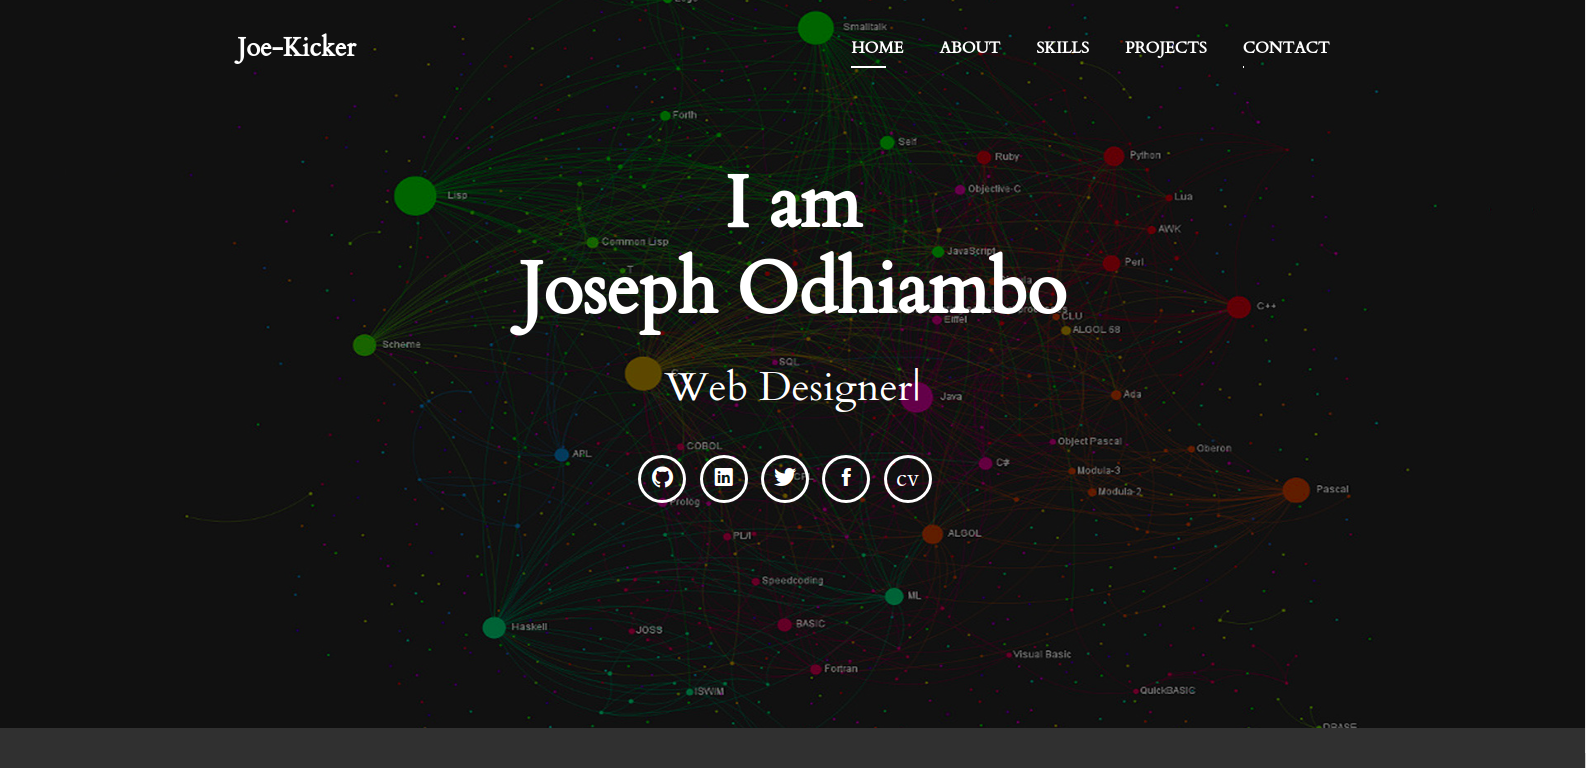 Joe-Kicker
HOME ABOUT SKILLS PROJECTS CONTACT
Smalltalk
Forth
Self
Ruby
Python
Objective-C
Lisp
Lua
I am
AWK
Common Lisp
T
JavaScript
Perl
Joseph Odhiambo
C++
CLU
Eiffel
ALGOL 68
Scheme
SQL
Web Designer|
Java
Ada
Object Pascal
COBOL
Oberon
APL
C#
Modula-3
cv
Modula-2
Pascal
Prolog
PL/I
ALGOL
Speedcoding
ML
BASIC
Haskell
JOSS
Visual Basic
Fortran
ISWIM
QuickBASIC